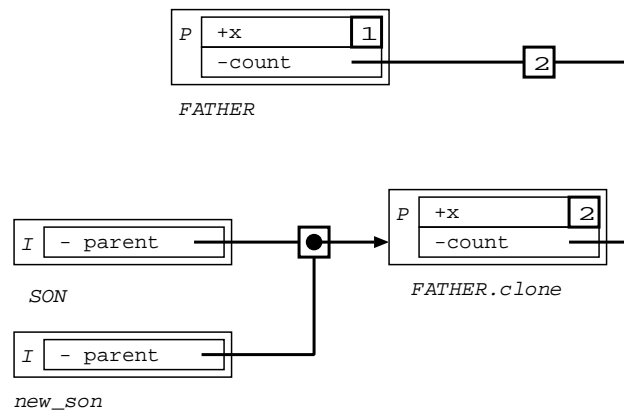 P +x 1
-count 2
FATHER
P +x 2
-count
FATHER.clone
I - parent
SON
I - parent
new_son